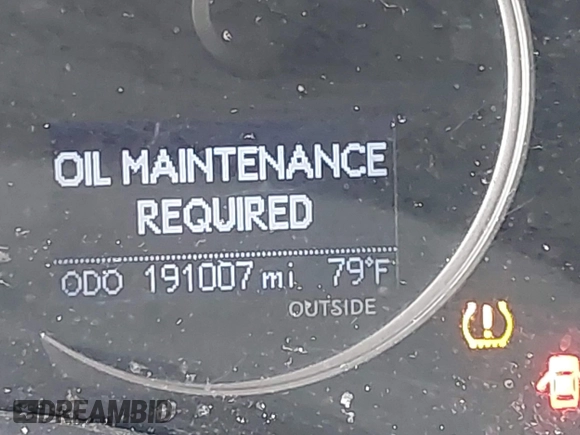 OIL MAINTENANCE
REQUIRED
ODO 191007 mi 79°F
OUTSIDE
DREAMBID